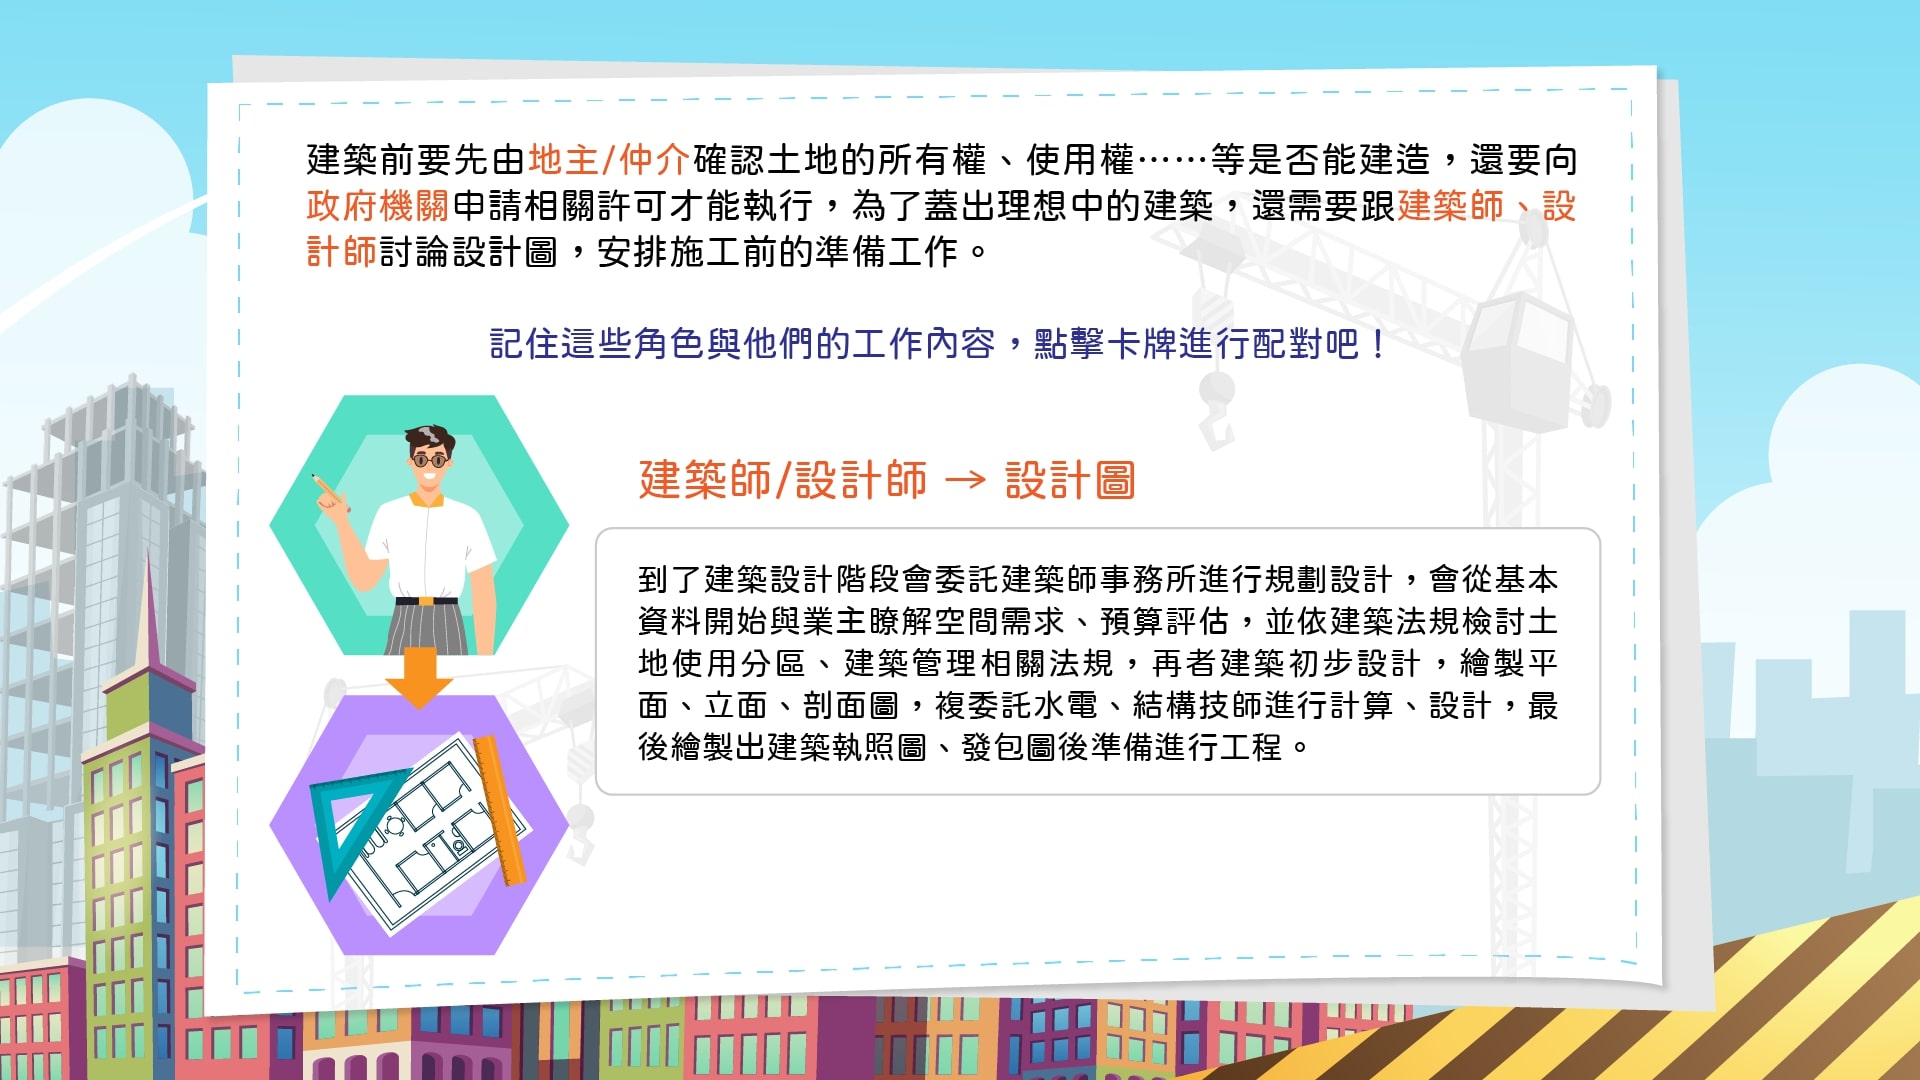 建築前要先由地主/仲介確認土地的所有權、使用權⋯⋯等是否能建造，還要向
政府機關申請相關許可才能執行，為了蓋出理想中的建築，還需要跟建築師、設
計師討論設計圖，安排施工前的準備工作。
記住這些角色與他們的工作內容，點擊卡牌進行配對吧！
建築師/設計師 → 設計圖
到了建築設計階段會委託建築師事務所進行規劃設計，會從基本
資料開始與業主瞭解空間需求、預算評估，並依建築法規檢討土
地使用分區、建築管理相關法規，再者建築初步設計，繪製平
面、立面、剖面圖，複委託水電、結構技師進行計算、設計，最
後繪製出建築執照圖、發包圖後準備進行工程。